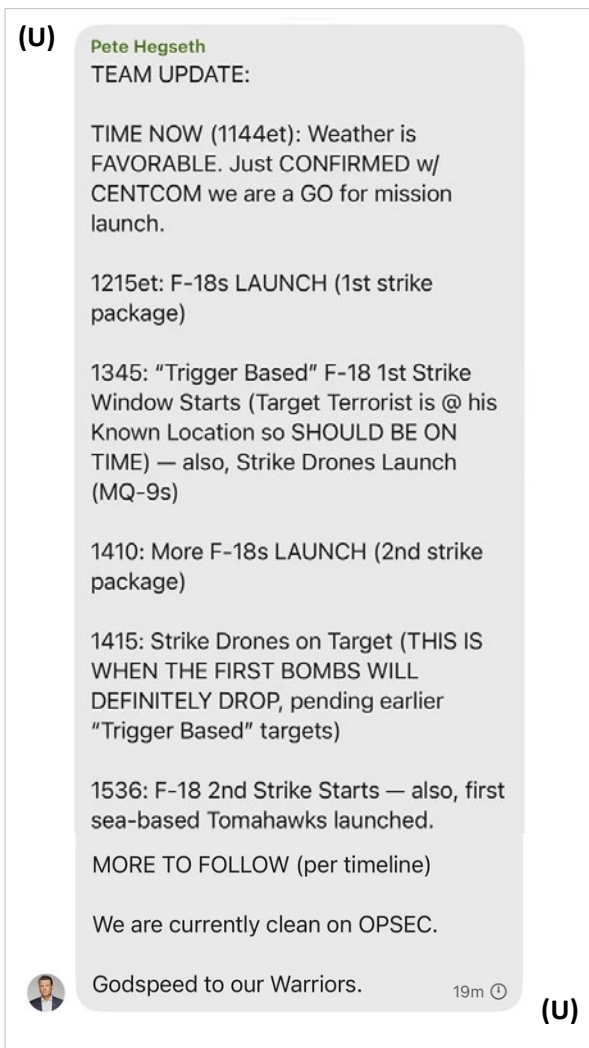 (U)
Pete Hegseth
TEAM UPDATE:
TIME NOW (1144et): Weather is
FAVORABLE. Just CONFIRMED w/
CENTCOM we are a GO for mission
launch.
1215et: F-18s LAUNCH (1st strike
package)
1345: “Trigger Based” F-18 1st Strike
Window Starts (Target Terrorist is @ his
Known Location so SHOULD BE ON
TIME) — also, Strike Drones Launch
(MQ-9s)
1410: More F-18s LAUNCH (2nd strike
package)
1415: Strike Drones on Target (THIS IS
WHEN THE FIRST BOMBS WILL
DEFINITELY DROP, pending earlier
“Trigger Based” targets)
1536: F-18 2nd Strike Starts — also, first
sea-based Tomahawks launched.
MORE TO FOLLOW (per timeline)
We are currently clean on OPSEC.
Godspeed to our Warriors.
19m
(U)